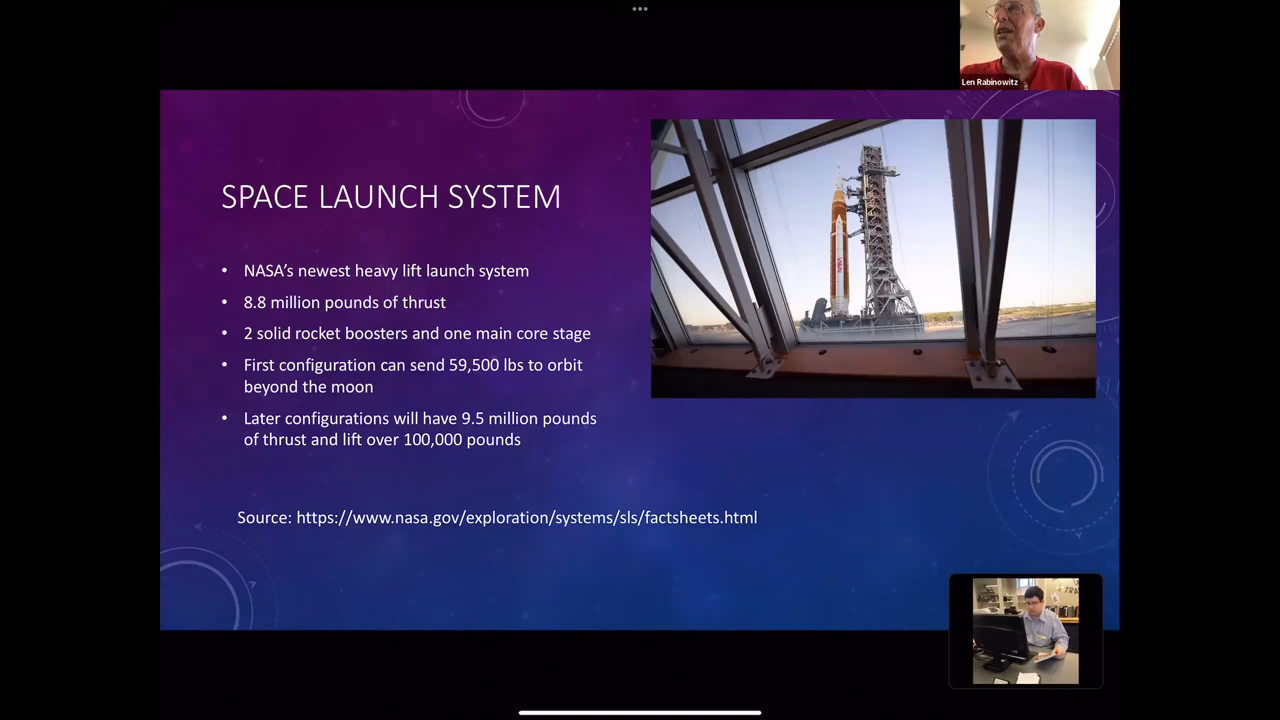 Len Rabinowitz
SPACE LAUNCH SYSTEM
• NASA’s newest heavy lift launch system
• 8.8 million pounds of thrust
• 2 solid rocket boosters and one main core stage
• First configuration can send 59,500 lbs to orbit
beyond the moon
• Later configurations will have 9.5 million pounds
of thrust and lift over 100,000 pounds
Source: https://www.nasa.gov/exploration/systems/sls/factsheets.html